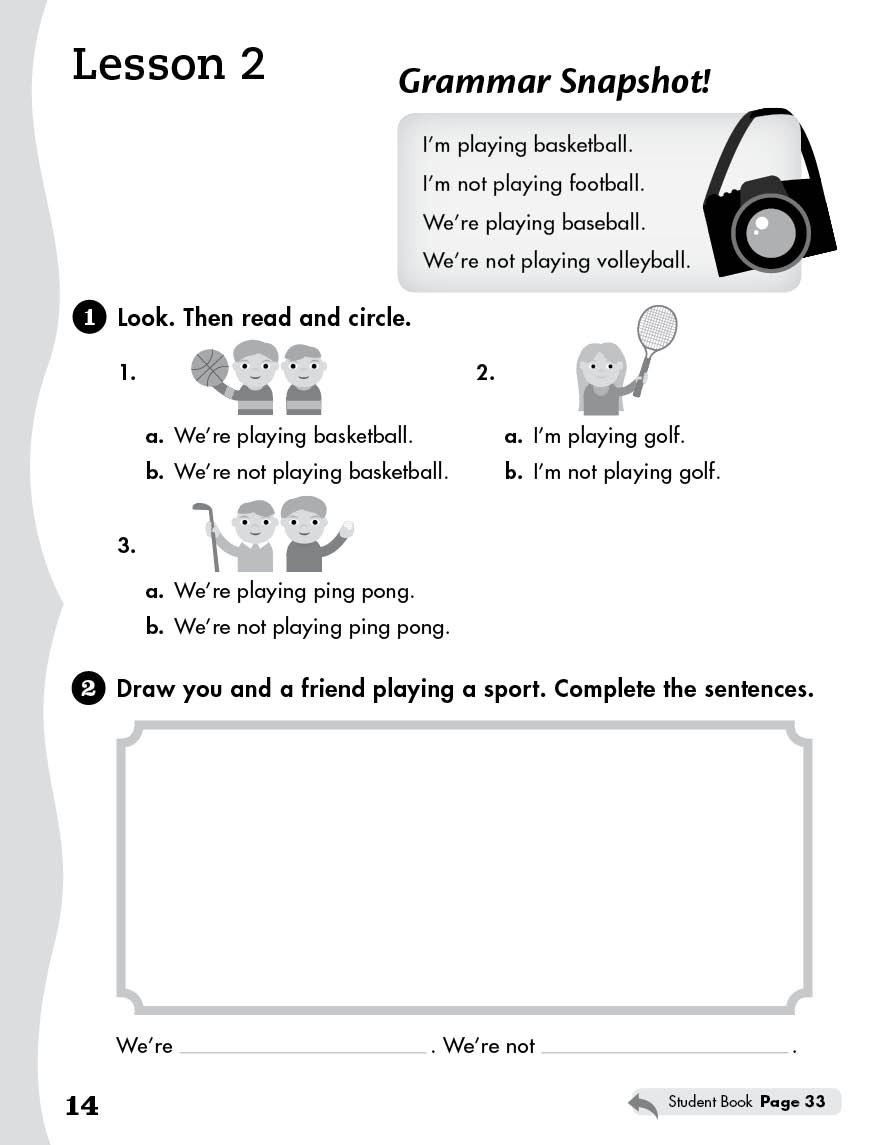 Lesson 2
Grammar Snapshot!
I'm playing basketball.
I'm not playing football.
We're playing baseball.
We're not playing volleyball.
1 Look. Then read and circle.
1.
a. We're playing basketball.
b. We're not playing basketball.
2.
a. I'm playing golf.
b. I'm not playing golf.
3.
a. We're playing ping pong.
b. We're not playing ping pong.
2 Draw you and a friend playing a sport. Complete the sentences.
We're ____________________ . We're not ____________________ .
14
Student Book Page 33